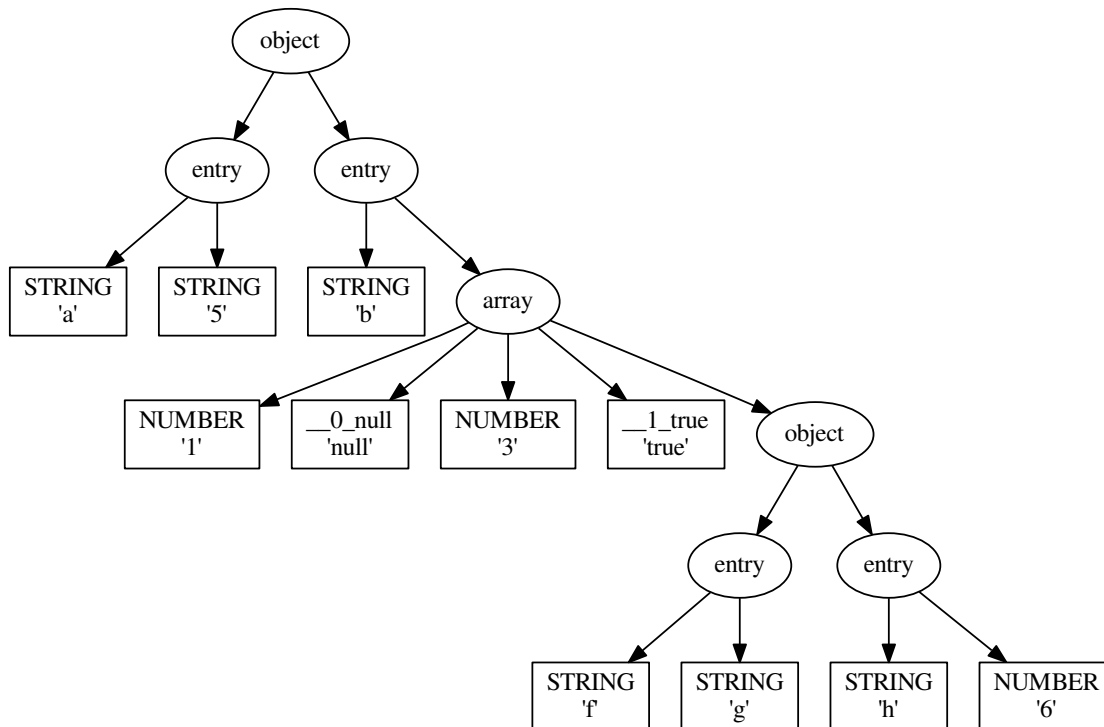 object
entry
entry
STRING
'a'
STRING
'5'
STRING
'b'
array
NUMBER
'1'
__0_null
'null'
NUMBER
'3'
__1_true
'true'
object
entry
entry
STRING
'f'
STRING
'g'
STRING
'h'
NUMBER
'6'